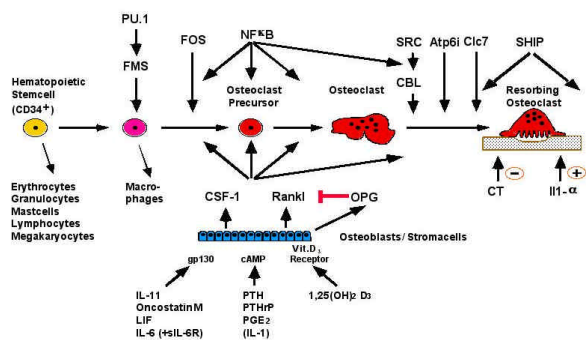 PU.1
FOS
NFκB
SRC
Atp6i
Clc7
SHIP
FMS
CBL
Hematopoietic
Stemcell
(CD34+)
Osteoclast
Precursor
Osteoclast
Resorbing
Osteoclast
Erythrocytes
Granulocytes
Mastcells
Lymphocytes
Megakaryocytes
Macro-
phages
CSF-1
Rankl
OPG
CT
−
Il1-α
+
Osteoblasts/Stromacells
gp130
cAMP
Vit.D3
Receptor
IL-11
OncostatinM
LIF
IL-6 (+sIL-6R)
PTH
PTHrP
PGE2
(IL-1)
1,25(OH)2 D3